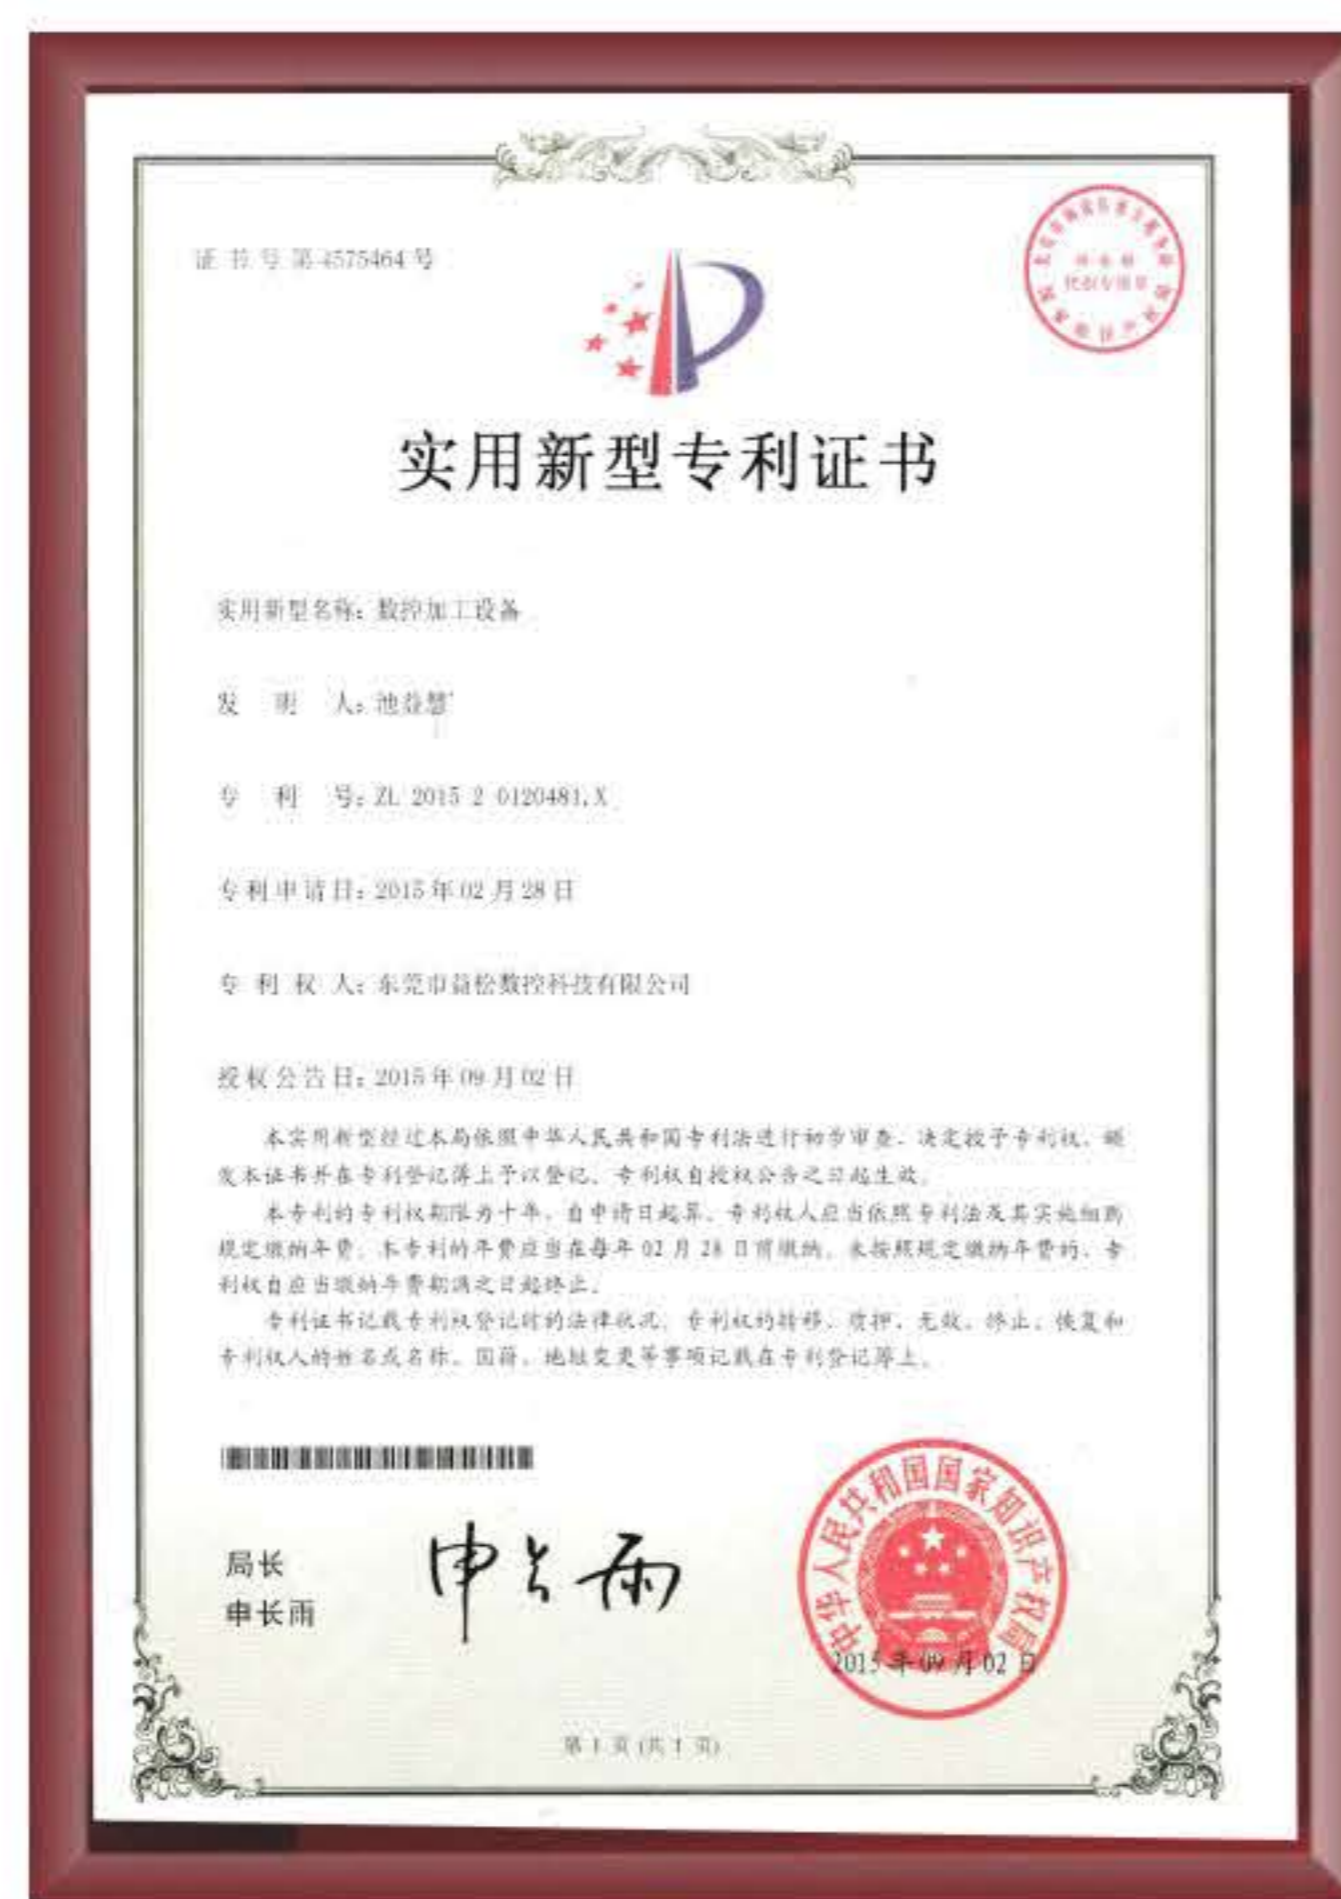 证书号第4575464号
实用新型专利证书
实用新型名称：数控加工设备
发明人：池益慧
专利号：ZL 2015 2 0120481.X
专利申请日：2015年02月28日
专利权人：东莞市益松数控科技有限公司
授权公告日：2015年09月02日
本实用新型经过本局依照中华人民共和国专利法进行初步审查，决定授予专利权，颁
发本证书并在专利登记簿上予以登记。专利权自授权公告之日起生效。
本专利的专利权期限为十年，自申请日起算。专利权人应当依照专利法及其实施细则
规定缴纳年费。本专利的年费应当在每年02月28日前缴纳。未按照规定缴纳年费的，专
利权自应当缴纳年费期满之日起终止。
专利证书记载专利权登记时的法律状况。专利权的转移、质押、无效、终止、恢复和
专利权人的姓名或名称、国籍、地址变更等事项记载在专利登记簿上。
局长
申长雨
申长雨
中华人民共和国国家知识产权局
2015年09月02日
第1页(共1页)